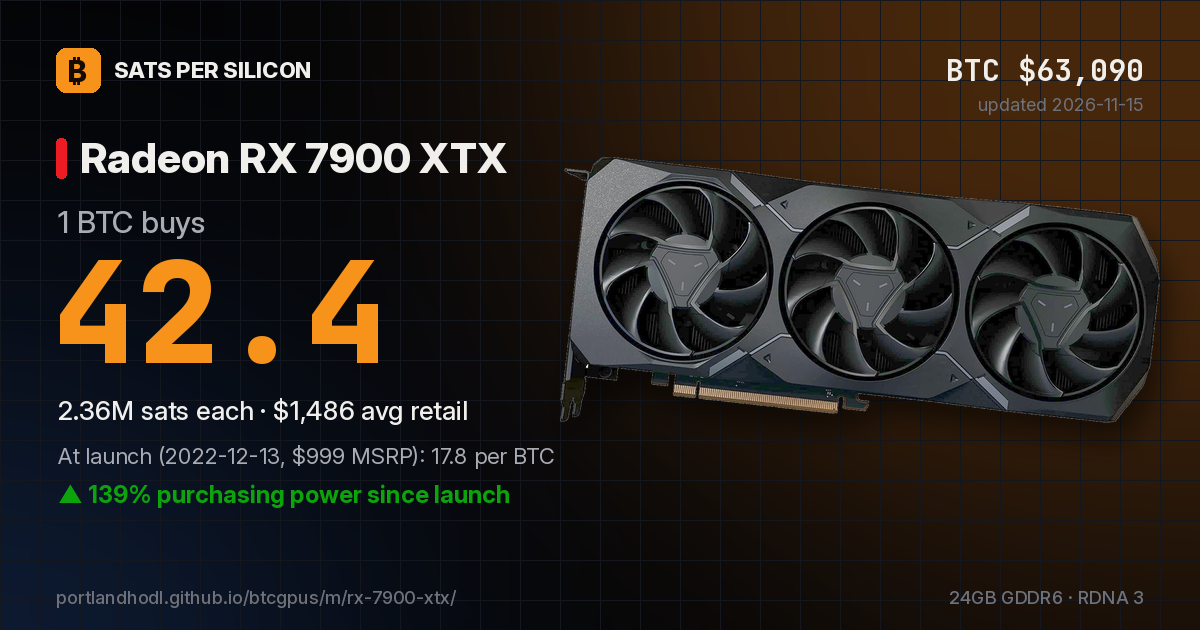 ₿ SATS PER SILICON
BTC $63,090
updated 2026-11-15
Radeon RX 7900 XTX
1 BTC buys
42.4
2.36M sats each · $1,486 avg retail
At launch (2022-12-13, $999 MSRP): 17.8 per BTC
▲ 139% purchasing power since launch
portlandhodl.github.io/btcgpus/m/rx-7900-xtx/
24GB GDDR6 · RDNA 3